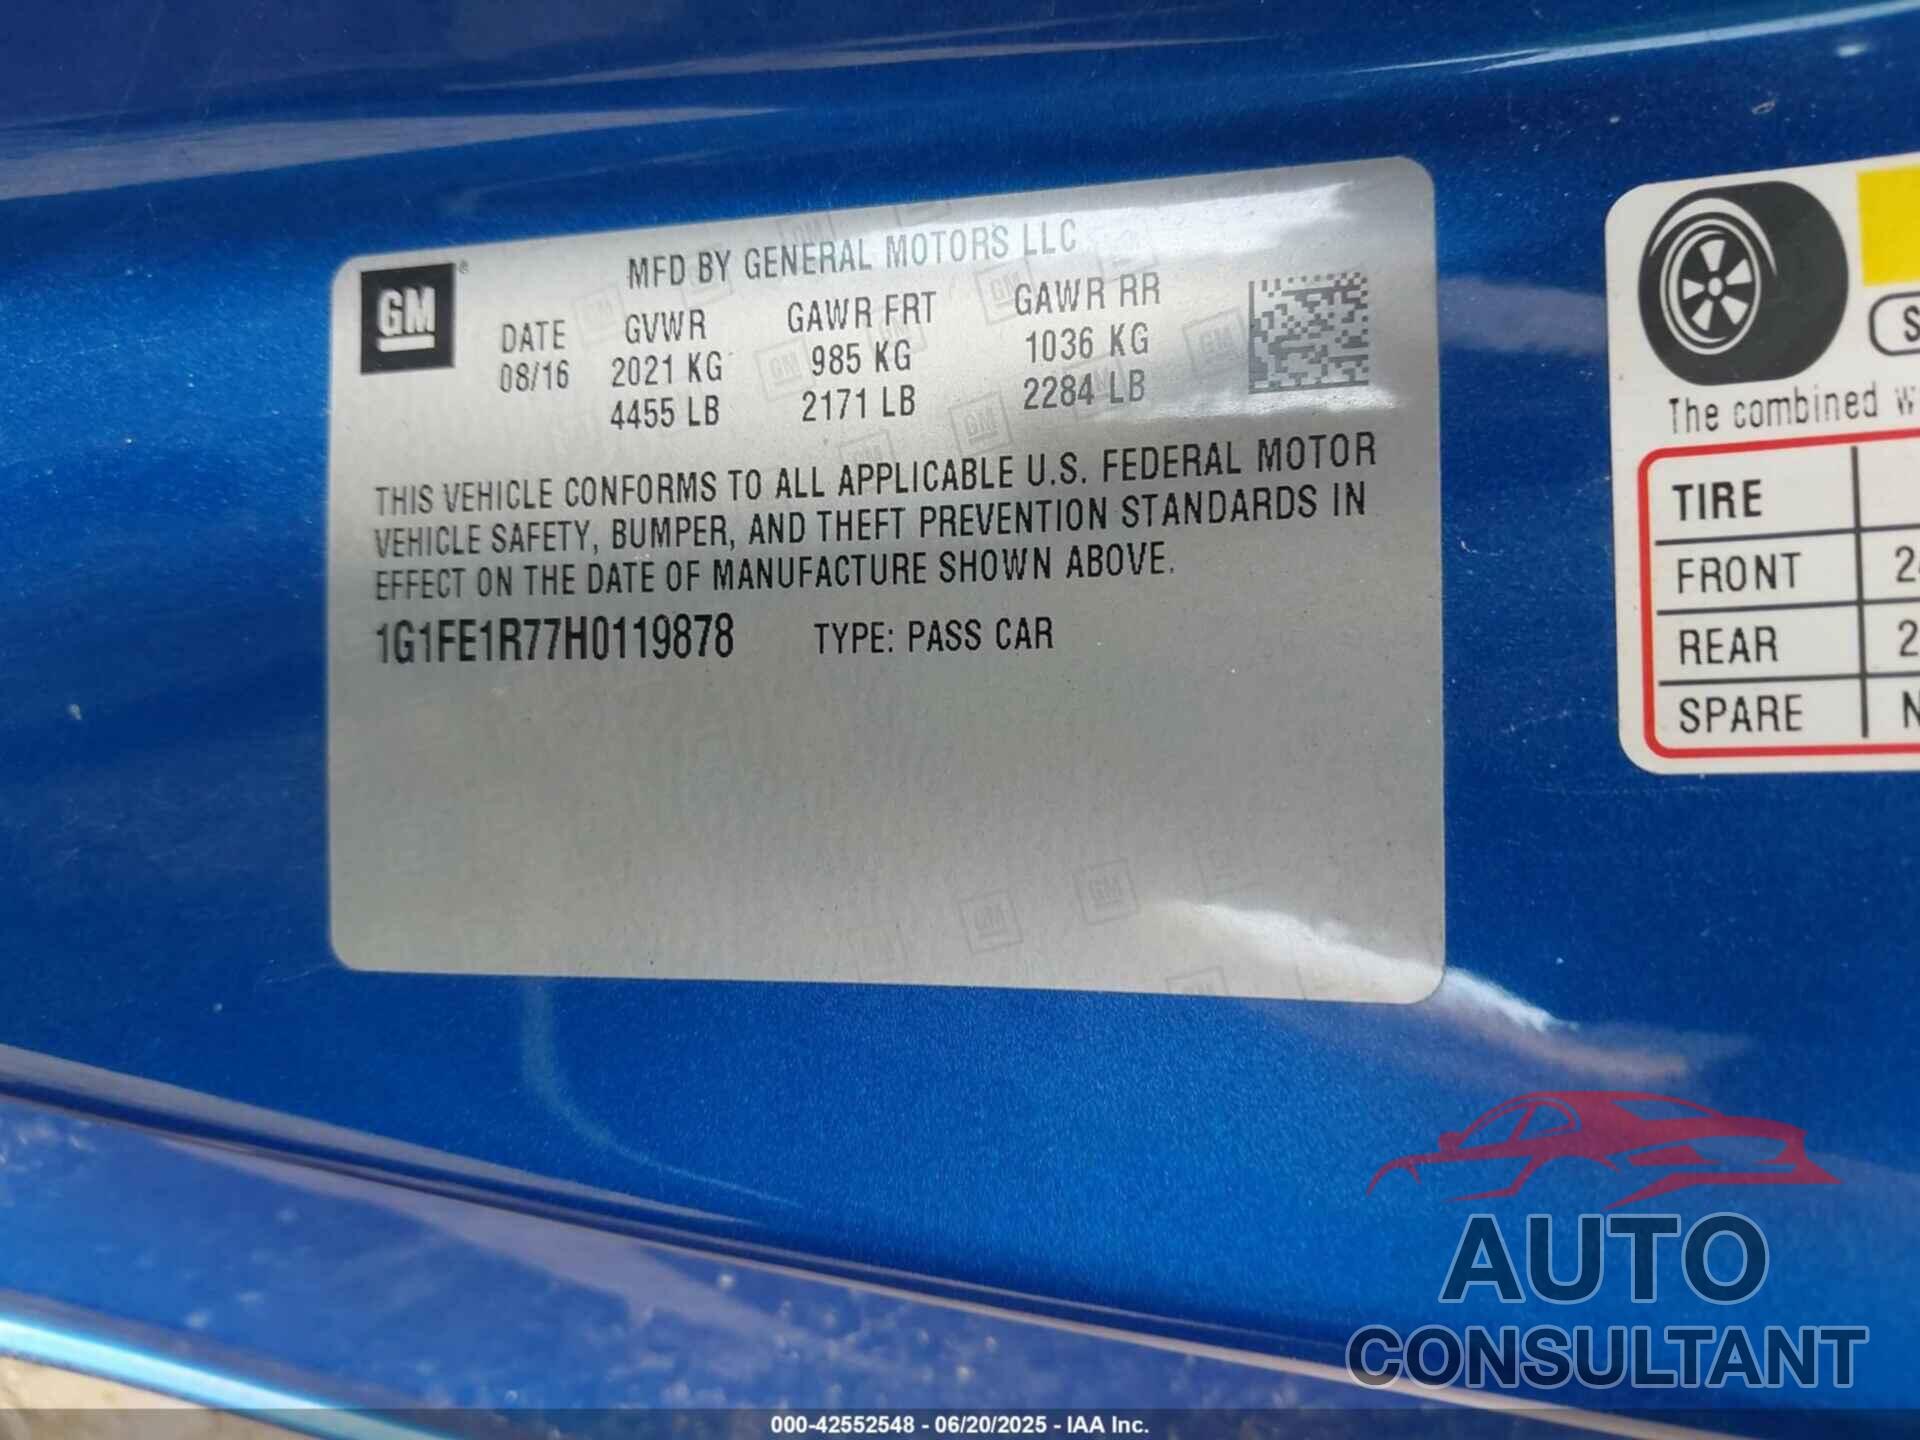 MFD BY GENERAL MOTORS LLC
GM®
DATE GVWR GAWR FRT GAWR RR
08/16 2021 KG 985 KG 1036 KG
4455 LB 2171 LB 2284 LB
THIS VEHICLE CONFORMS TO ALL APPLICABLE U.S. FEDERAL MOTOR
VEHICLE SAFETY, BUMPER, AND THEFT PREVENTION STANDARDS IN
EFFECT ON THE DATE OF MANUFACTURE SHOWN ABOVE.
1G1FE1R77H0119878 TYPE: PASS CAR
The combined
TIRE
FRONT
REAR
SPARE
AUTO
CONSULTANT
000-42552548 - 06/20/2025 - IAA Inc.